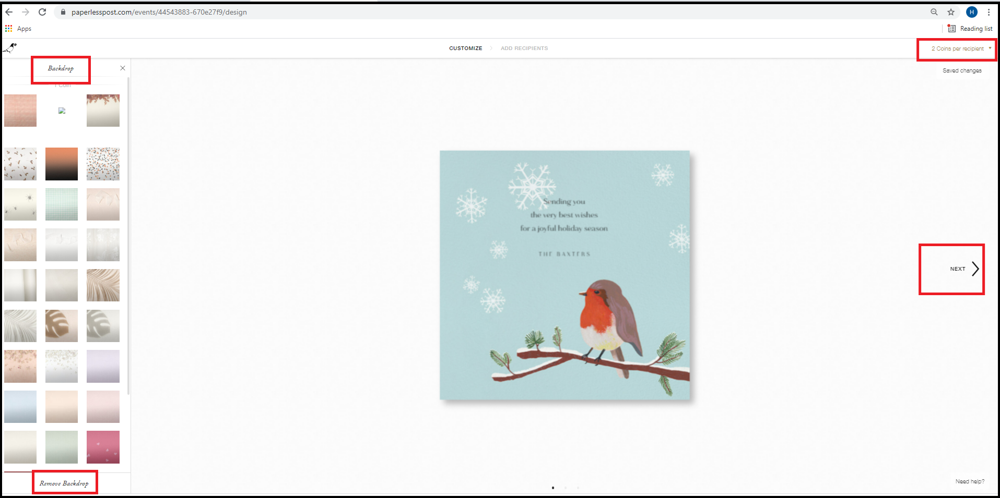 paperlesspost.com/events/44543883-670e27f9/design
H
Apps
Reading list
CUSTOMIZE
ADD RECIPIENTS
2 Coins per recipient
Backdrop
Saved changes
1 Coin
Sending you
the very best wishes
for a joyful holiday season
THE BAXTERS
NEXT
Remove Backdrop
Need help?